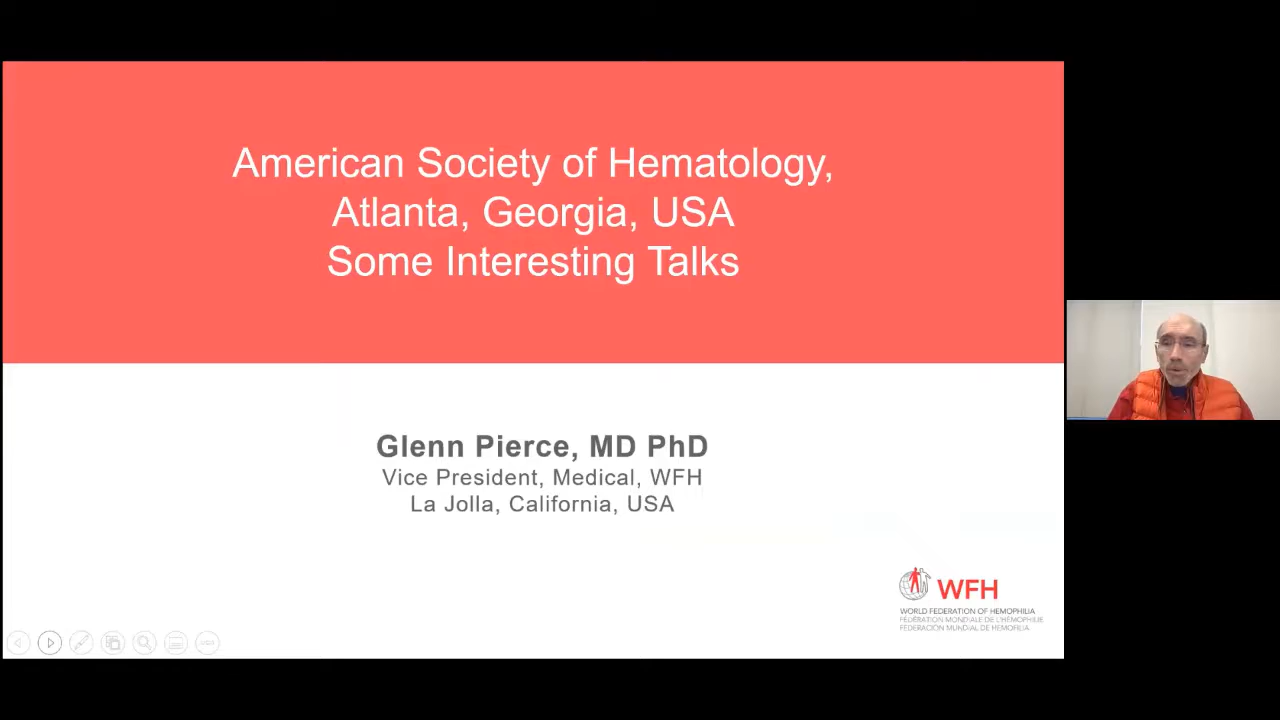 American Society of Hematology,
Atlanta, Georgia, USA
Some Interesting Talks
Glenn Pierce, MD PhD
Vice President, Medical, WFH
La Jolla, California, USA
WFH
WORLD FEDERATION OF HEMOPHILIA
FÉDÉRATION MONDIALE DE L'HÉMOPHILIE
FEDERACIÓN MUNDIAL DE HEMOFILIA